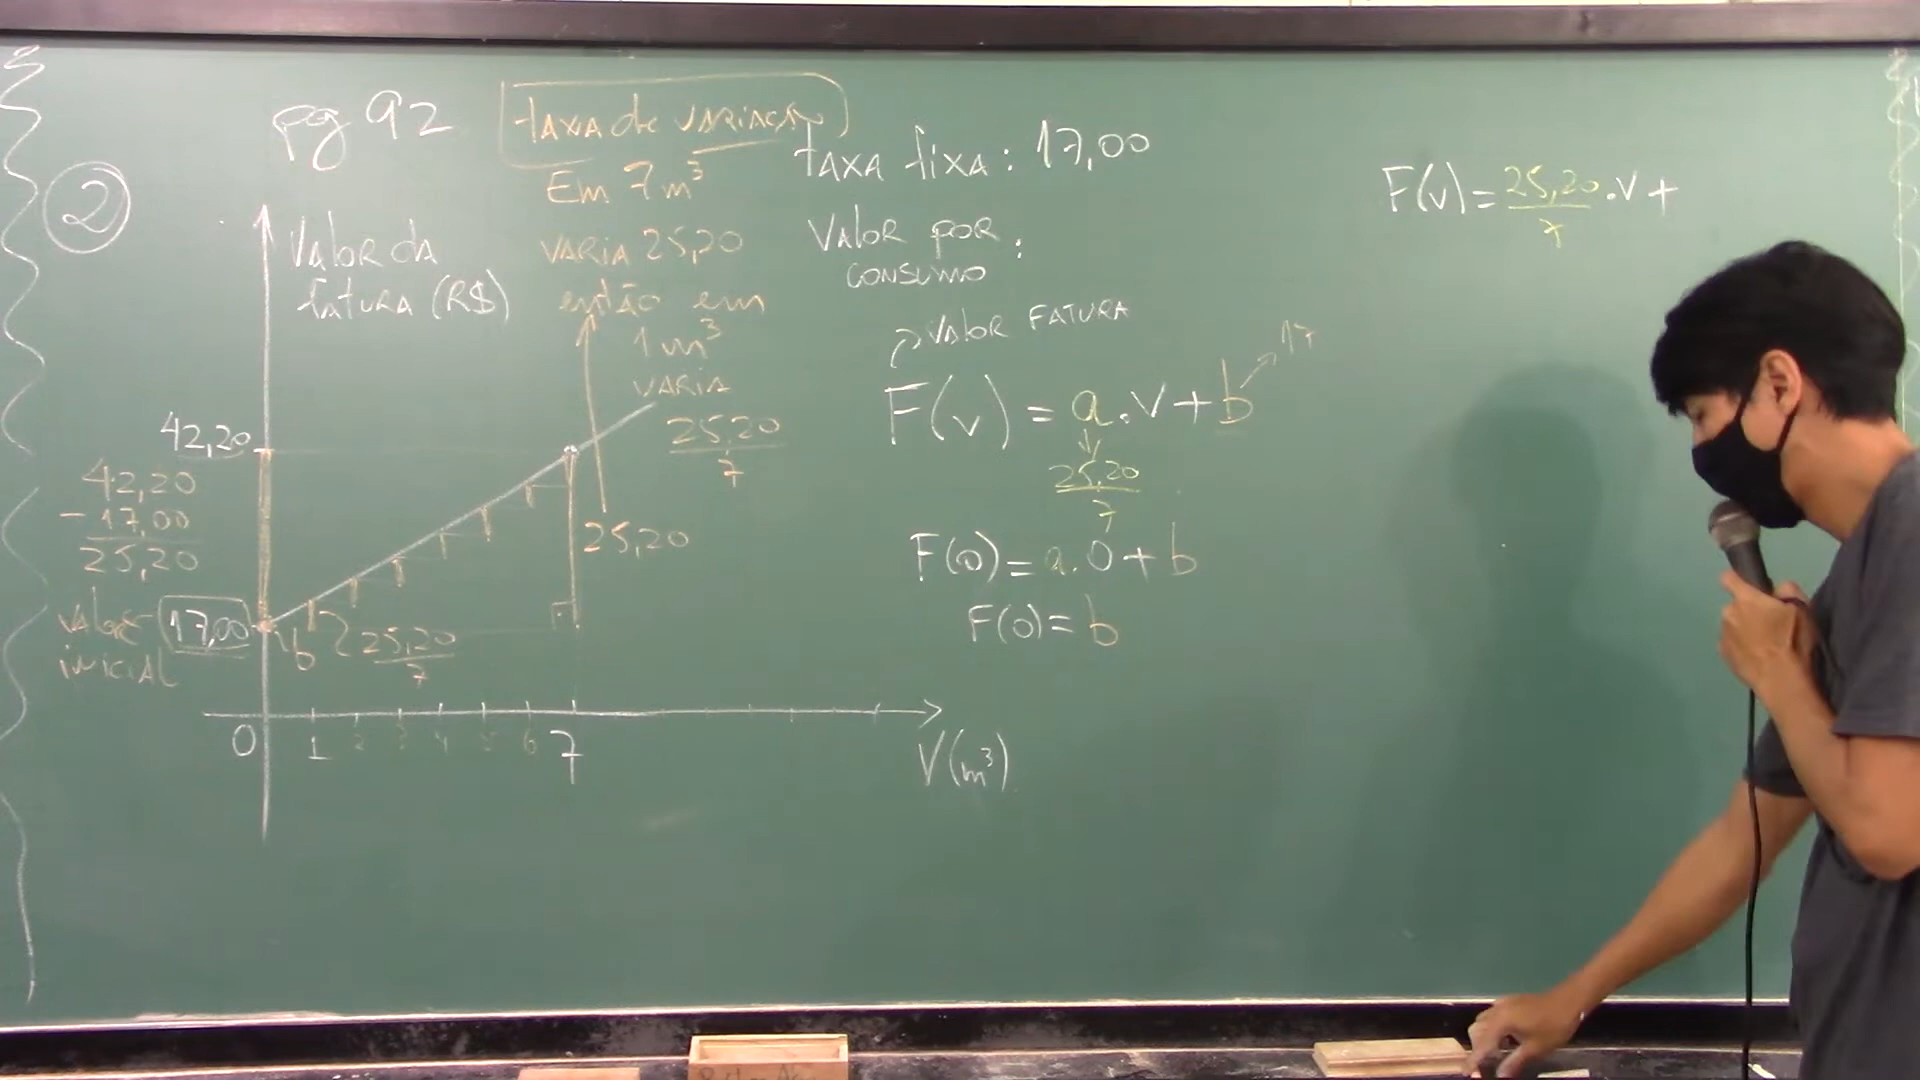 pg 92
2
Valor da
fatura (R$)
42,20
42,20
- 17,00
25,20
valor
inicial
17,00
b
25,20
7
0 1 2 3 4 5 6 7
V(m³)
25,20
taxa de variação
Em 7 m³
varia 25,20
então em
1 m³
varia
25,20
7
taxa fixa: 17,00
Valor por :
consumo
Valor fatura
F(v) = a.v + b
17
25,20
7
F(0) = a.0 + b
F(0) = b
F(v) = 25,20 .v +
7